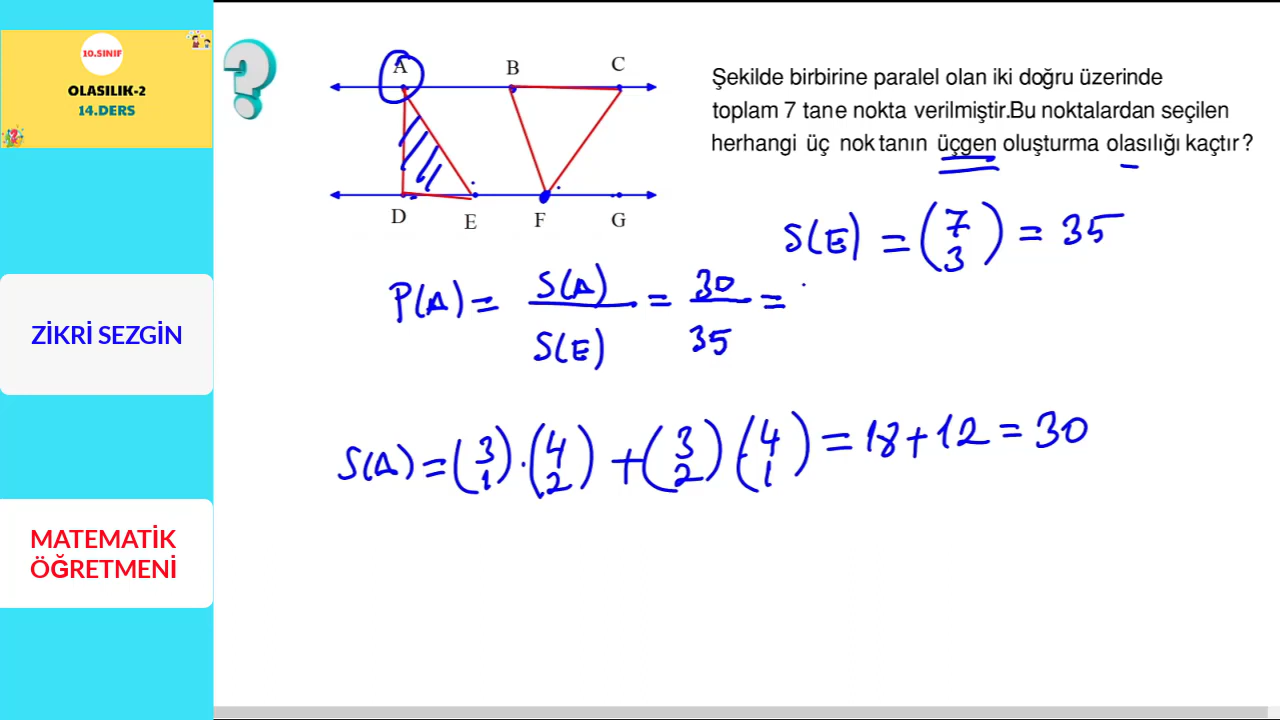 10.SINIF
OLASILIK-2
14.DERS
ZİKRİ SEZGİN
MATEMATİK
ÖĞRETMENİ
A B C
D E F G
Şekilde birbirine paralel olan iki doğru üzerinde
toplam 7 tane nokta verilmiştir.Bu noktalardan seçilen
herhangi üç noktanın üçgen oluşturma olasılığı kaçtır?
S(E) = (7 3) = 35
P(A) = S(A) / S(E) = 30 / 35 =
S(A) = (3 1) . (4 2) + (3 2) (4 1) = 18 + 12 = 30